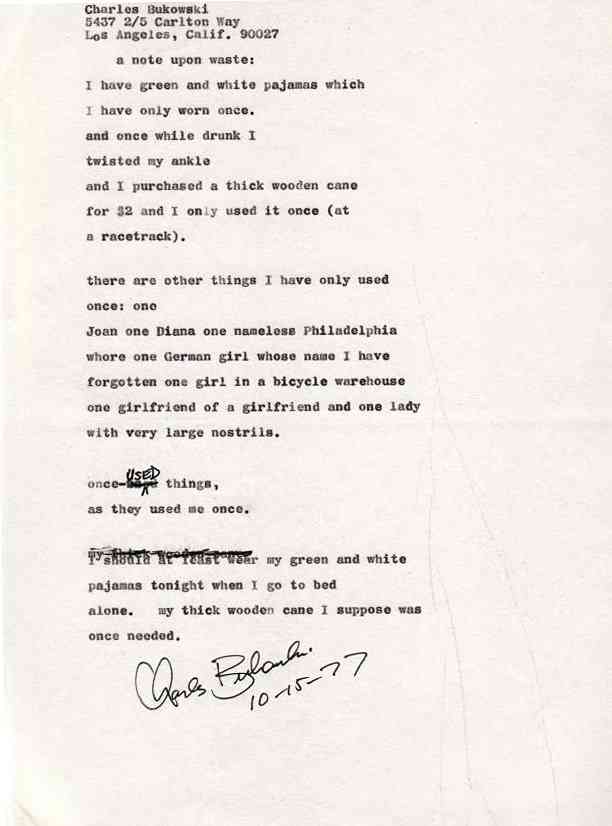 Charles Bukowski
5437 2/5 Carlton Way
Los Angeles, Calif. 90027
a note upon waste:
I have green and white pajamas which
I have only worn once.
and once while drunk I
twisted my ankle
and I purchased a thick wooden cane
for $2 and I only used it once (at
a racetrack).
there are other things I have only used
once: one
Joan one Diana one nameless Philadelphia
whore one German girl whose name I have
forgotten one girl in a bicycle warehouse
one girlfriend of a girlfriend and one lady
with very large nostrils.
once-USED things,
as they used me once.
my thick wooden
I should at least wear my green and white
pajamas tonight when I go to bed
alone. my thick wooden cane I suppose was
once needed.
Charles Bukowski
10-15-77